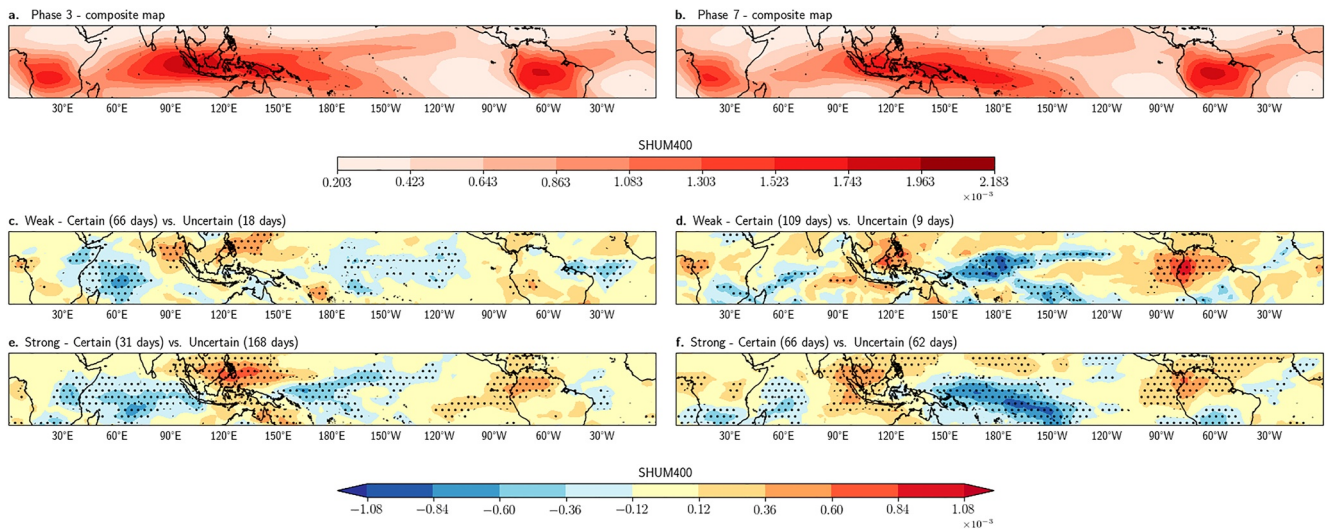 a. Phase 3 - composite map
b. Phase 7 - composite map
30°E 60°E 90°E 120°E 150°E 180° 150°W 120°W 90°W 60°W 30°W
30°E 60°E 90°E 120°E 150°E 180° 150°W 120°W 90°W 60°W 30°W
SHUM400
0.203 0.423 0.643 0.863 1.083 1.303 1.523 1.743 1.963 2.183
×10⁻³
c. Weak - Certain (66 days) vs. Uncertain (18 days)
d. Weak - Certain (109 days) vs. Uncertain (9 days)
30°E 60°E 90°E 120°E 150°E 180° 150°W 120°W 90°W 60°W 30°W
30°E 60°E 90°E 120°E 150°E 180° 150°W 120°W 90°W 60°W 30°W
e. Strong - Certain (31 days) vs. Uncertain (168 days)
f. Strong - Certain (66 days) vs. Uncertain (62 days)
30°E 60°E 90°E 120°E 150°E 180° 150°W 120°W 90°W 60°W 30°W
30°E 60°E 90°E 120°E 150°E 180° 150°W 120°W 90°W 60°W 30°W
SHUM400
−1.08 −0.84 −0.60 −0.36 −0.12 0.12 0.36 0.60 0.84 1.08
×10⁻³